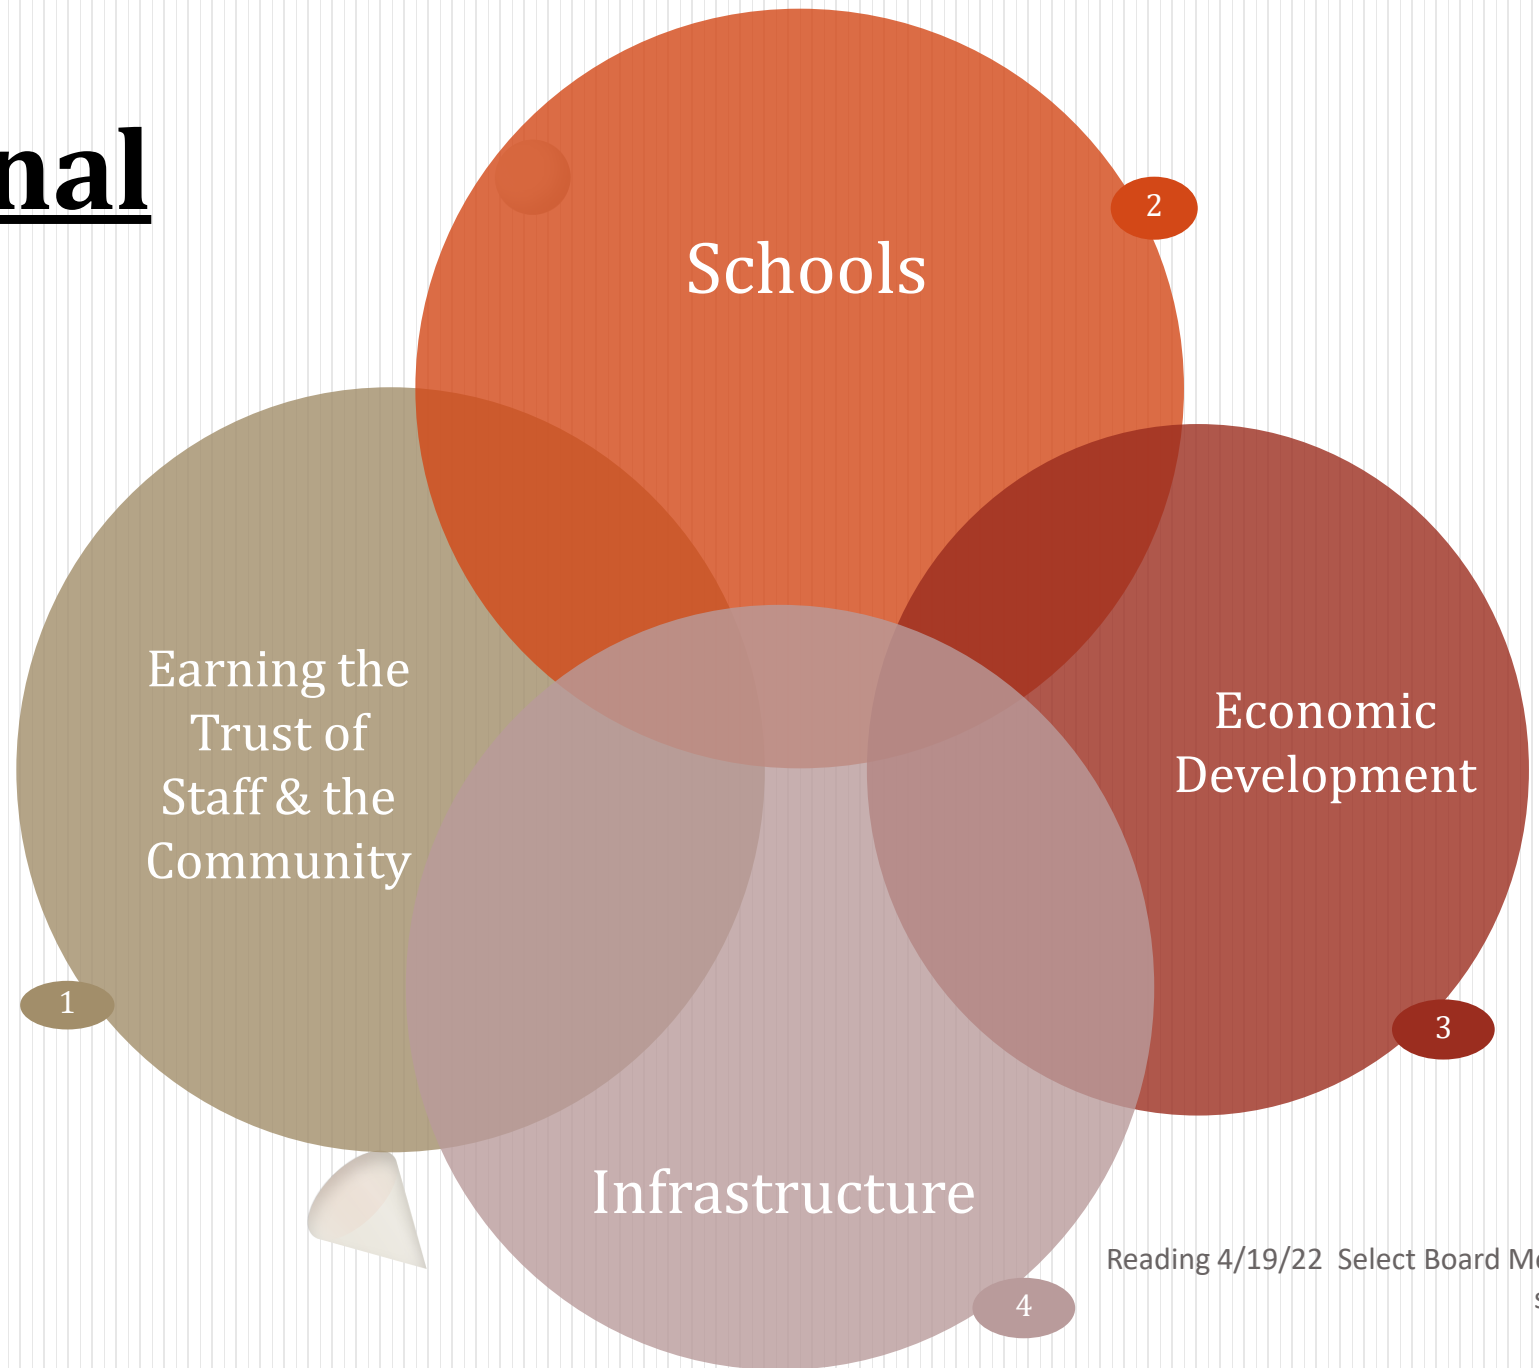 nal
Schools
2
Earning the
Trust of
Staff & the
Community
Economic
Development
1
3
Infrastructure
4
Reading 4/19/22 Select Board